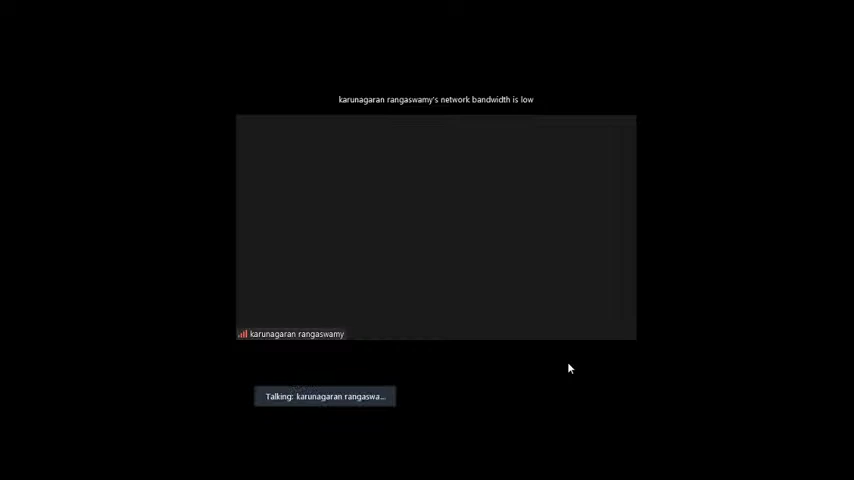 karunagaran rangaswamy's network bandwidth is low
karunagaran rangaswamy
Talking: karunagaran rangaswa...